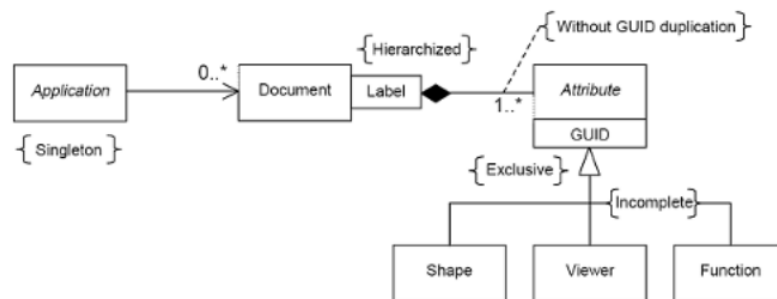 {Without GUID duplication}
{Hierarchized}
0..*
Application
Document
Label
1..*
Attribute
GUID
{Singleton}
{Exclusive}
{Incomplete}
Shape
Viewer
Function